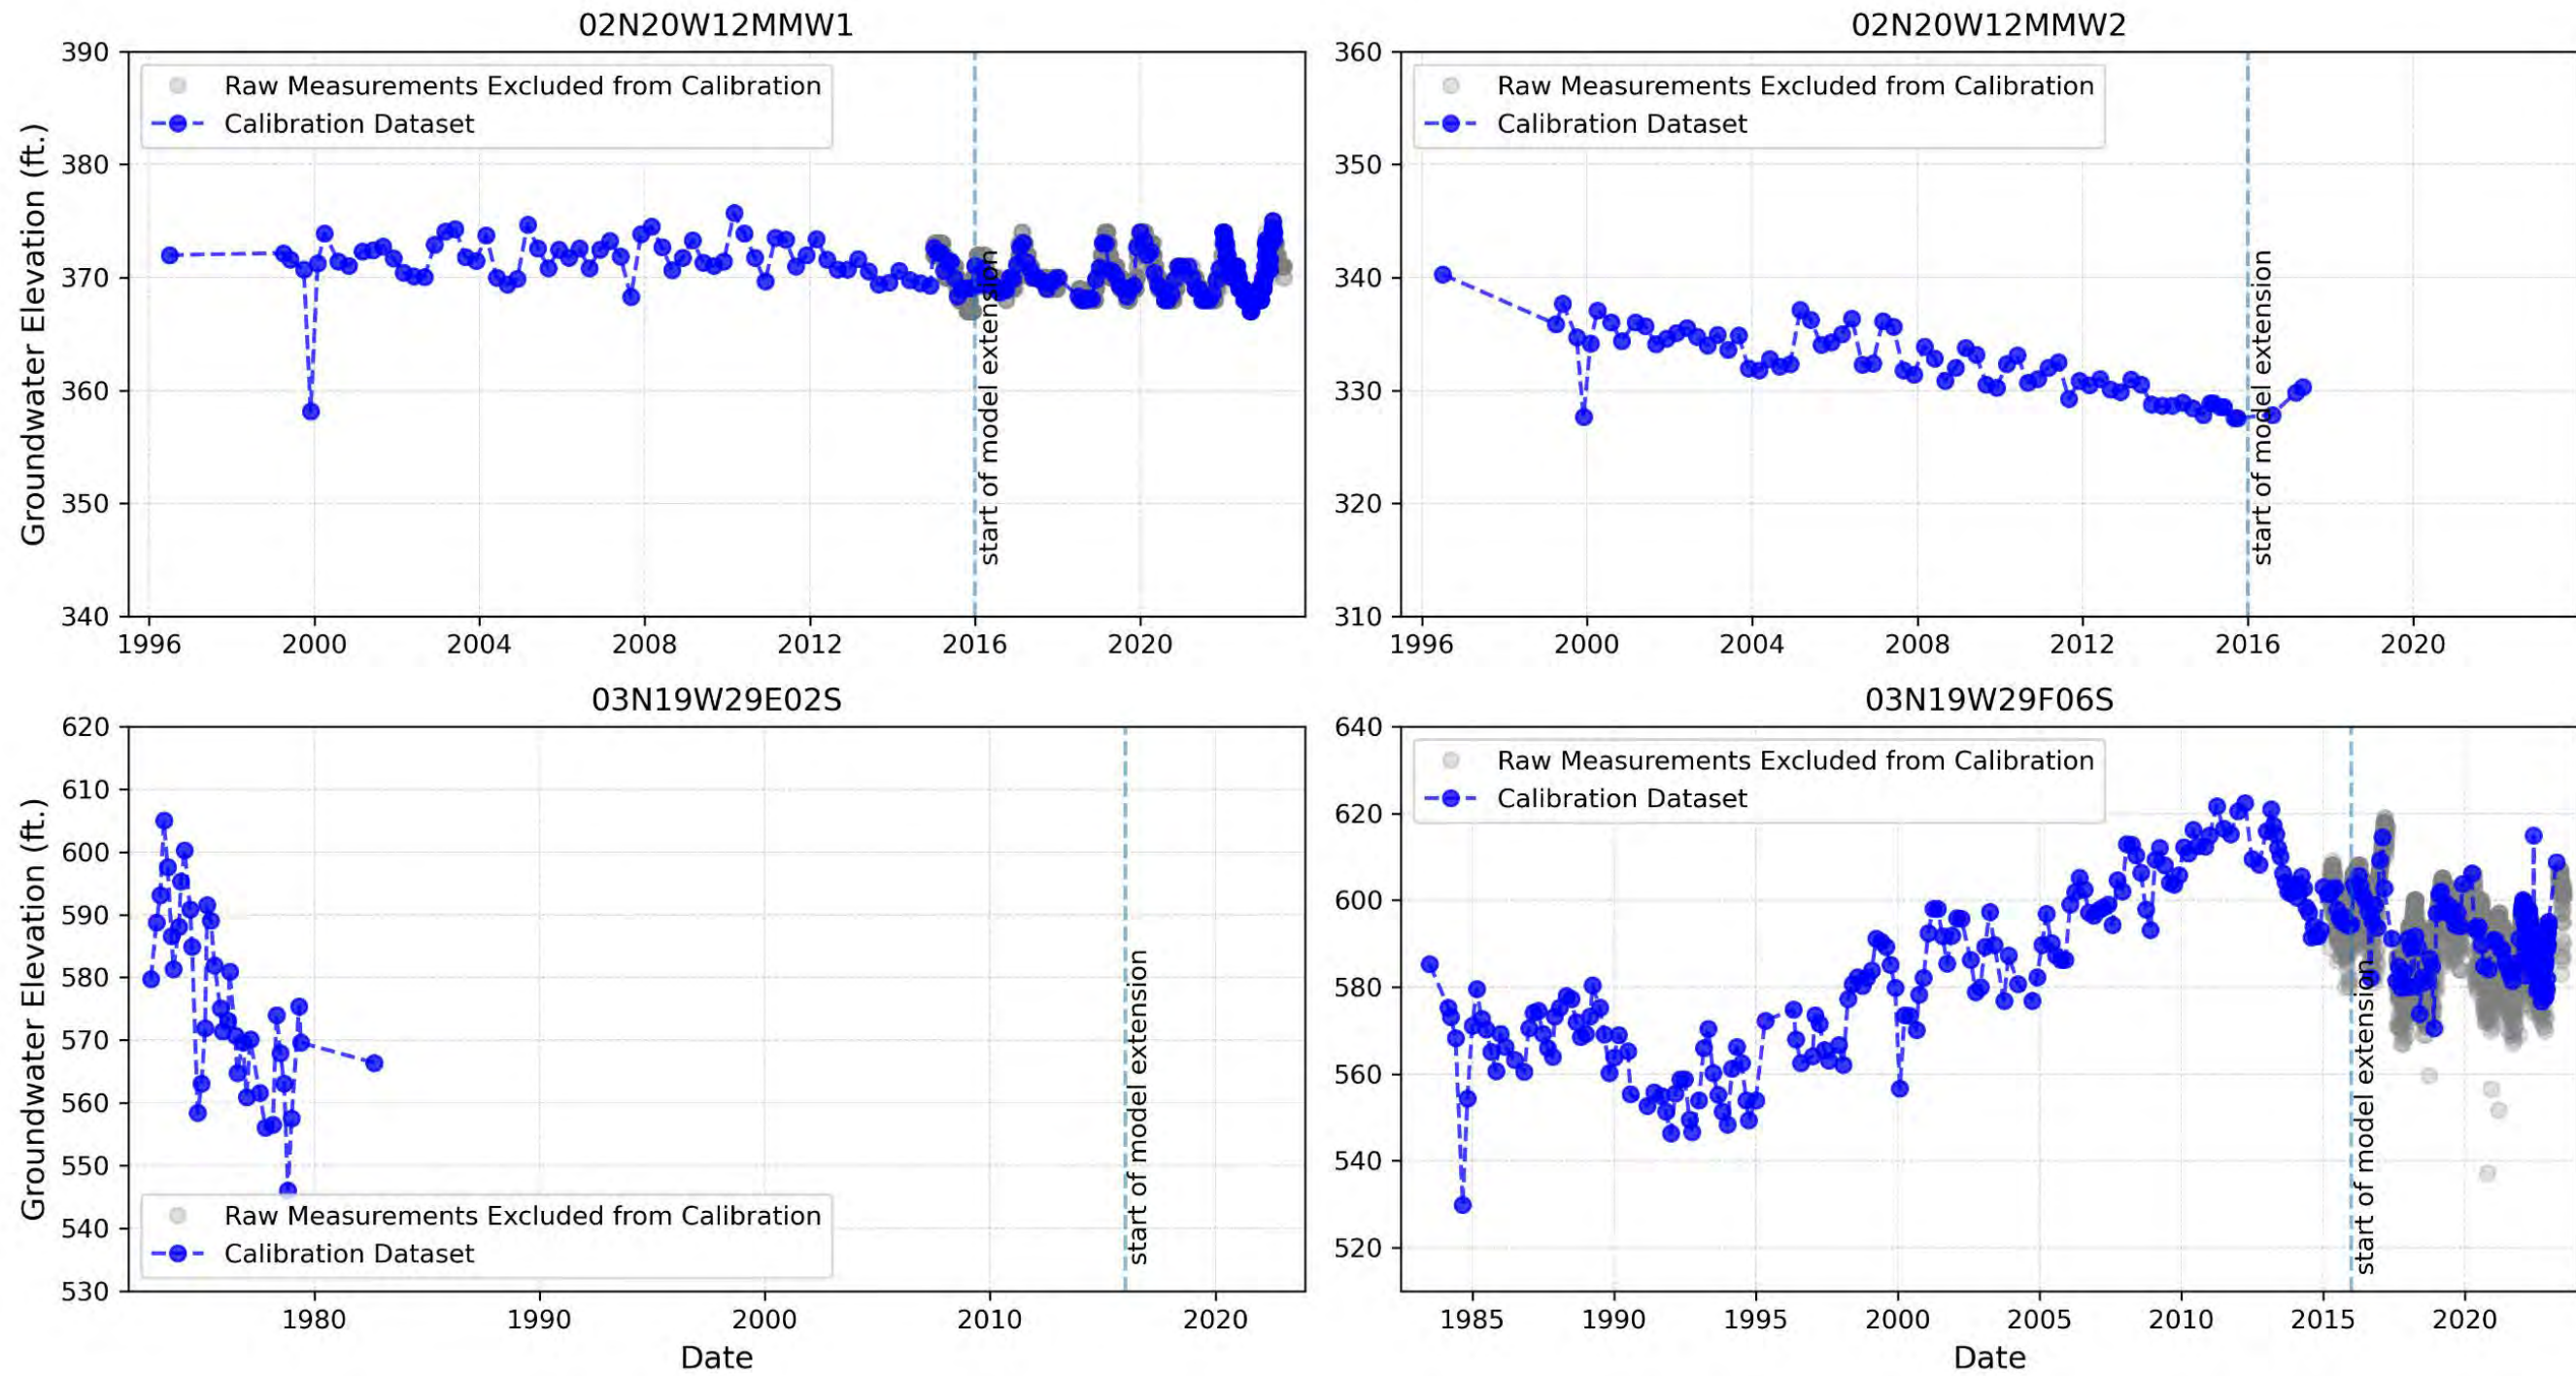 02N20W12MMW1
Groundwater Elevation (ft.)
390
380
370
360
350
340
Raw Measurements Excluded from Calibration
Calibration Dataset
start of model extension
1996 2000 2004 2008 2012 2016 2020
02N20W12MMW2
360
350
340
330
320
310
Raw Measurements Excluded from Calibration
Calibration Dataset
start of model extension
1996 2000 2004 2008 2012 2016 2020
03N19W29E02S
Groundwater Elevation (ft.)
620
610
600
590
580
570
560
550
540
530
Raw Measurements Excluded from Calibration
Calibration Dataset
start of model extension
1980 1990 2000 2010 2020
Date
03N19W29F06S
640
620
600
580
560
540
520
Raw Measurements Excluded from Calibration
Calibration Dataset
start of model extension
1985 1990 1995 2000 2005 2010 2015 2020
Date